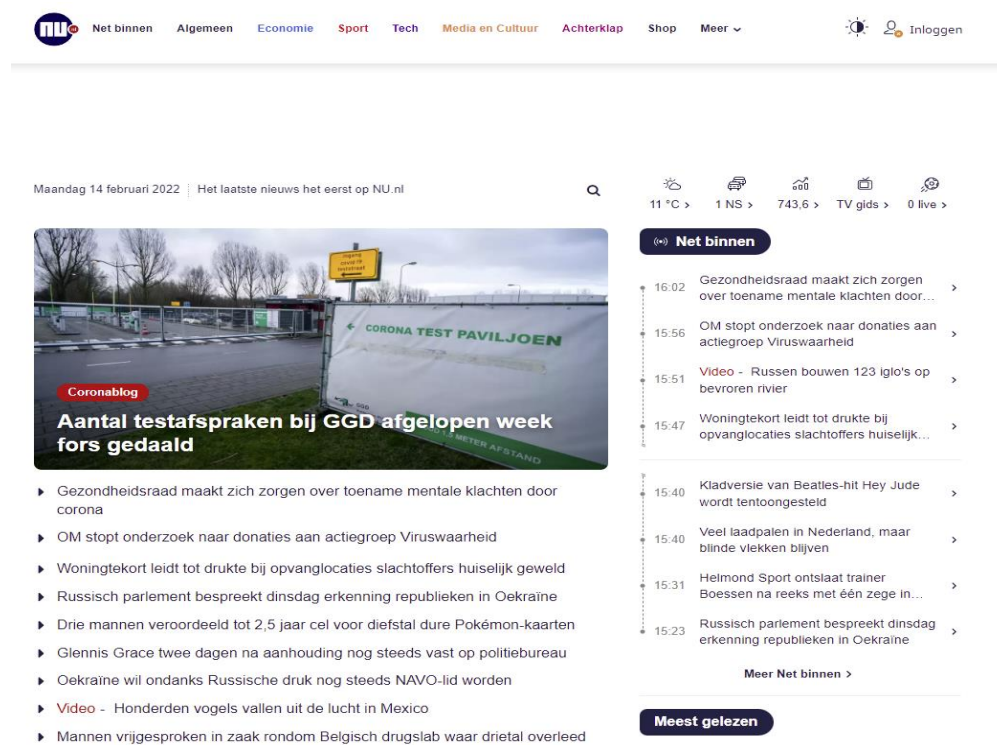 NU.nl Net binnen Algemeen Economie Sport Tech Media en Cultuur Achterklap Shop Meer Inloggen
Maandag 14 februari 2022 Het laatste nieuws het eerst op NU.nl
11 °C > 1 NS > 743,6 > TV gids > 0 live >
CORONA TEST PAVILJOEN
GGD
1,5 METER AFSTAND
Coronablog
Aantal testafspraken bij GGD afgelopen week
fors gedaald
Gezondheidsraad maakt zich zorgen over toename mentale klachten door
corona
OM stopt onderzoek naar donaties aan actiegroep Viruswaarheid
Woningtekort leidt tot drukte bij opvanglocaties slachtoffers huiselijk geweld
Russisch parlement bespreekt dinsdag erkenning republieken in Oekraïne
Drie mannen veroordeeld tot 2,5 jaar cel voor diefstal dure Pokémon-kaarten
Glennis Grace twee dagen na aanhouding nog steeds vast op politiebureau
Oekraïne wil ondanks Russische druk nog steeds NAVO-lid worden
Video - Honderden vogels vallen uit de lucht in Mexico
Mannen vrijgesproken in zaak rondom Belgisch drugslab waar drietal overleed
Net binnen
16:02 Gezondheidsraad maakt zich zorgen
over toename mentale klachten door...
15:56 OM stopt onderzoek naar donaties aan
actiegroep Viruswaarheid
15:51 Video - Russen bouwen 123 iglo's op
bevroren rivier
15:47 Woningtekort leidt tot drukte bij
opvanglocaties slachtoffers huiselijk...
15:40 Kladversie van Beatles-hit Hey Jude
wordt tentoongesteld
15:40 Veel laadpalen in Nederland, maar
blinde vlekken blijven
15:31 Helmond Sport ontslaat trainer
Boessen na reeks met één zege in...
15:23 Russisch parlement bespreekt dinsdag
erkenning republieken in Oekraïne
Meer Net binnen >
Meest gelezen